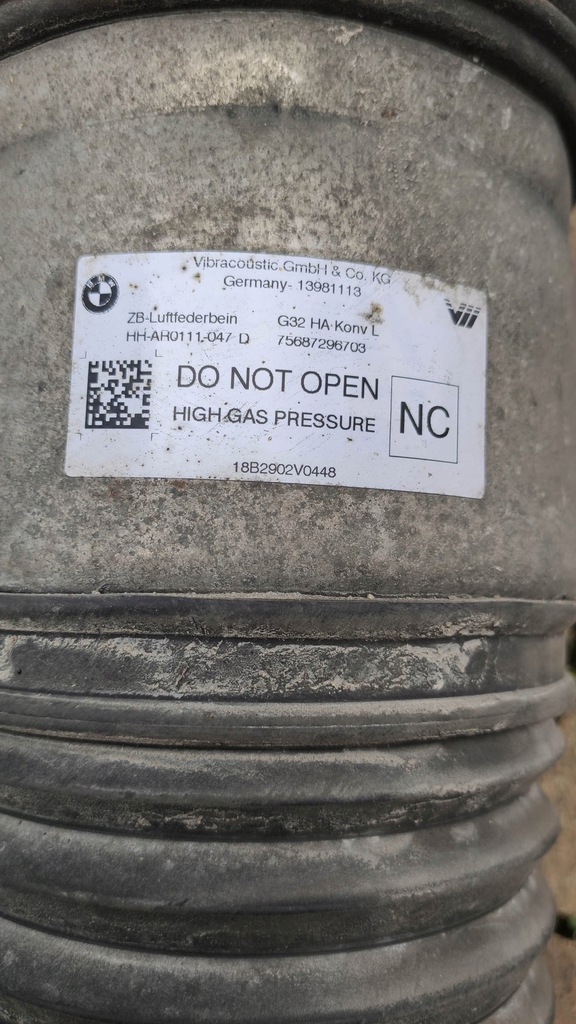 Vibracoustic GmbH & Co. KG
Germany- 13981113
BMW
ZB-Luftfederbein G32 HA Konv L
HH-AR0111-047 D 75687296703
DO NOT OPEN
HIGH GAS PRESSURE
NC
18B2902V0448